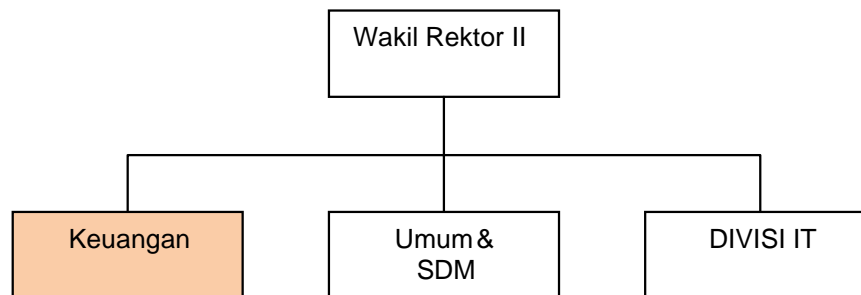 Wakil Rektor II
Keuangan
Umum &
SDM
DIVISI IT